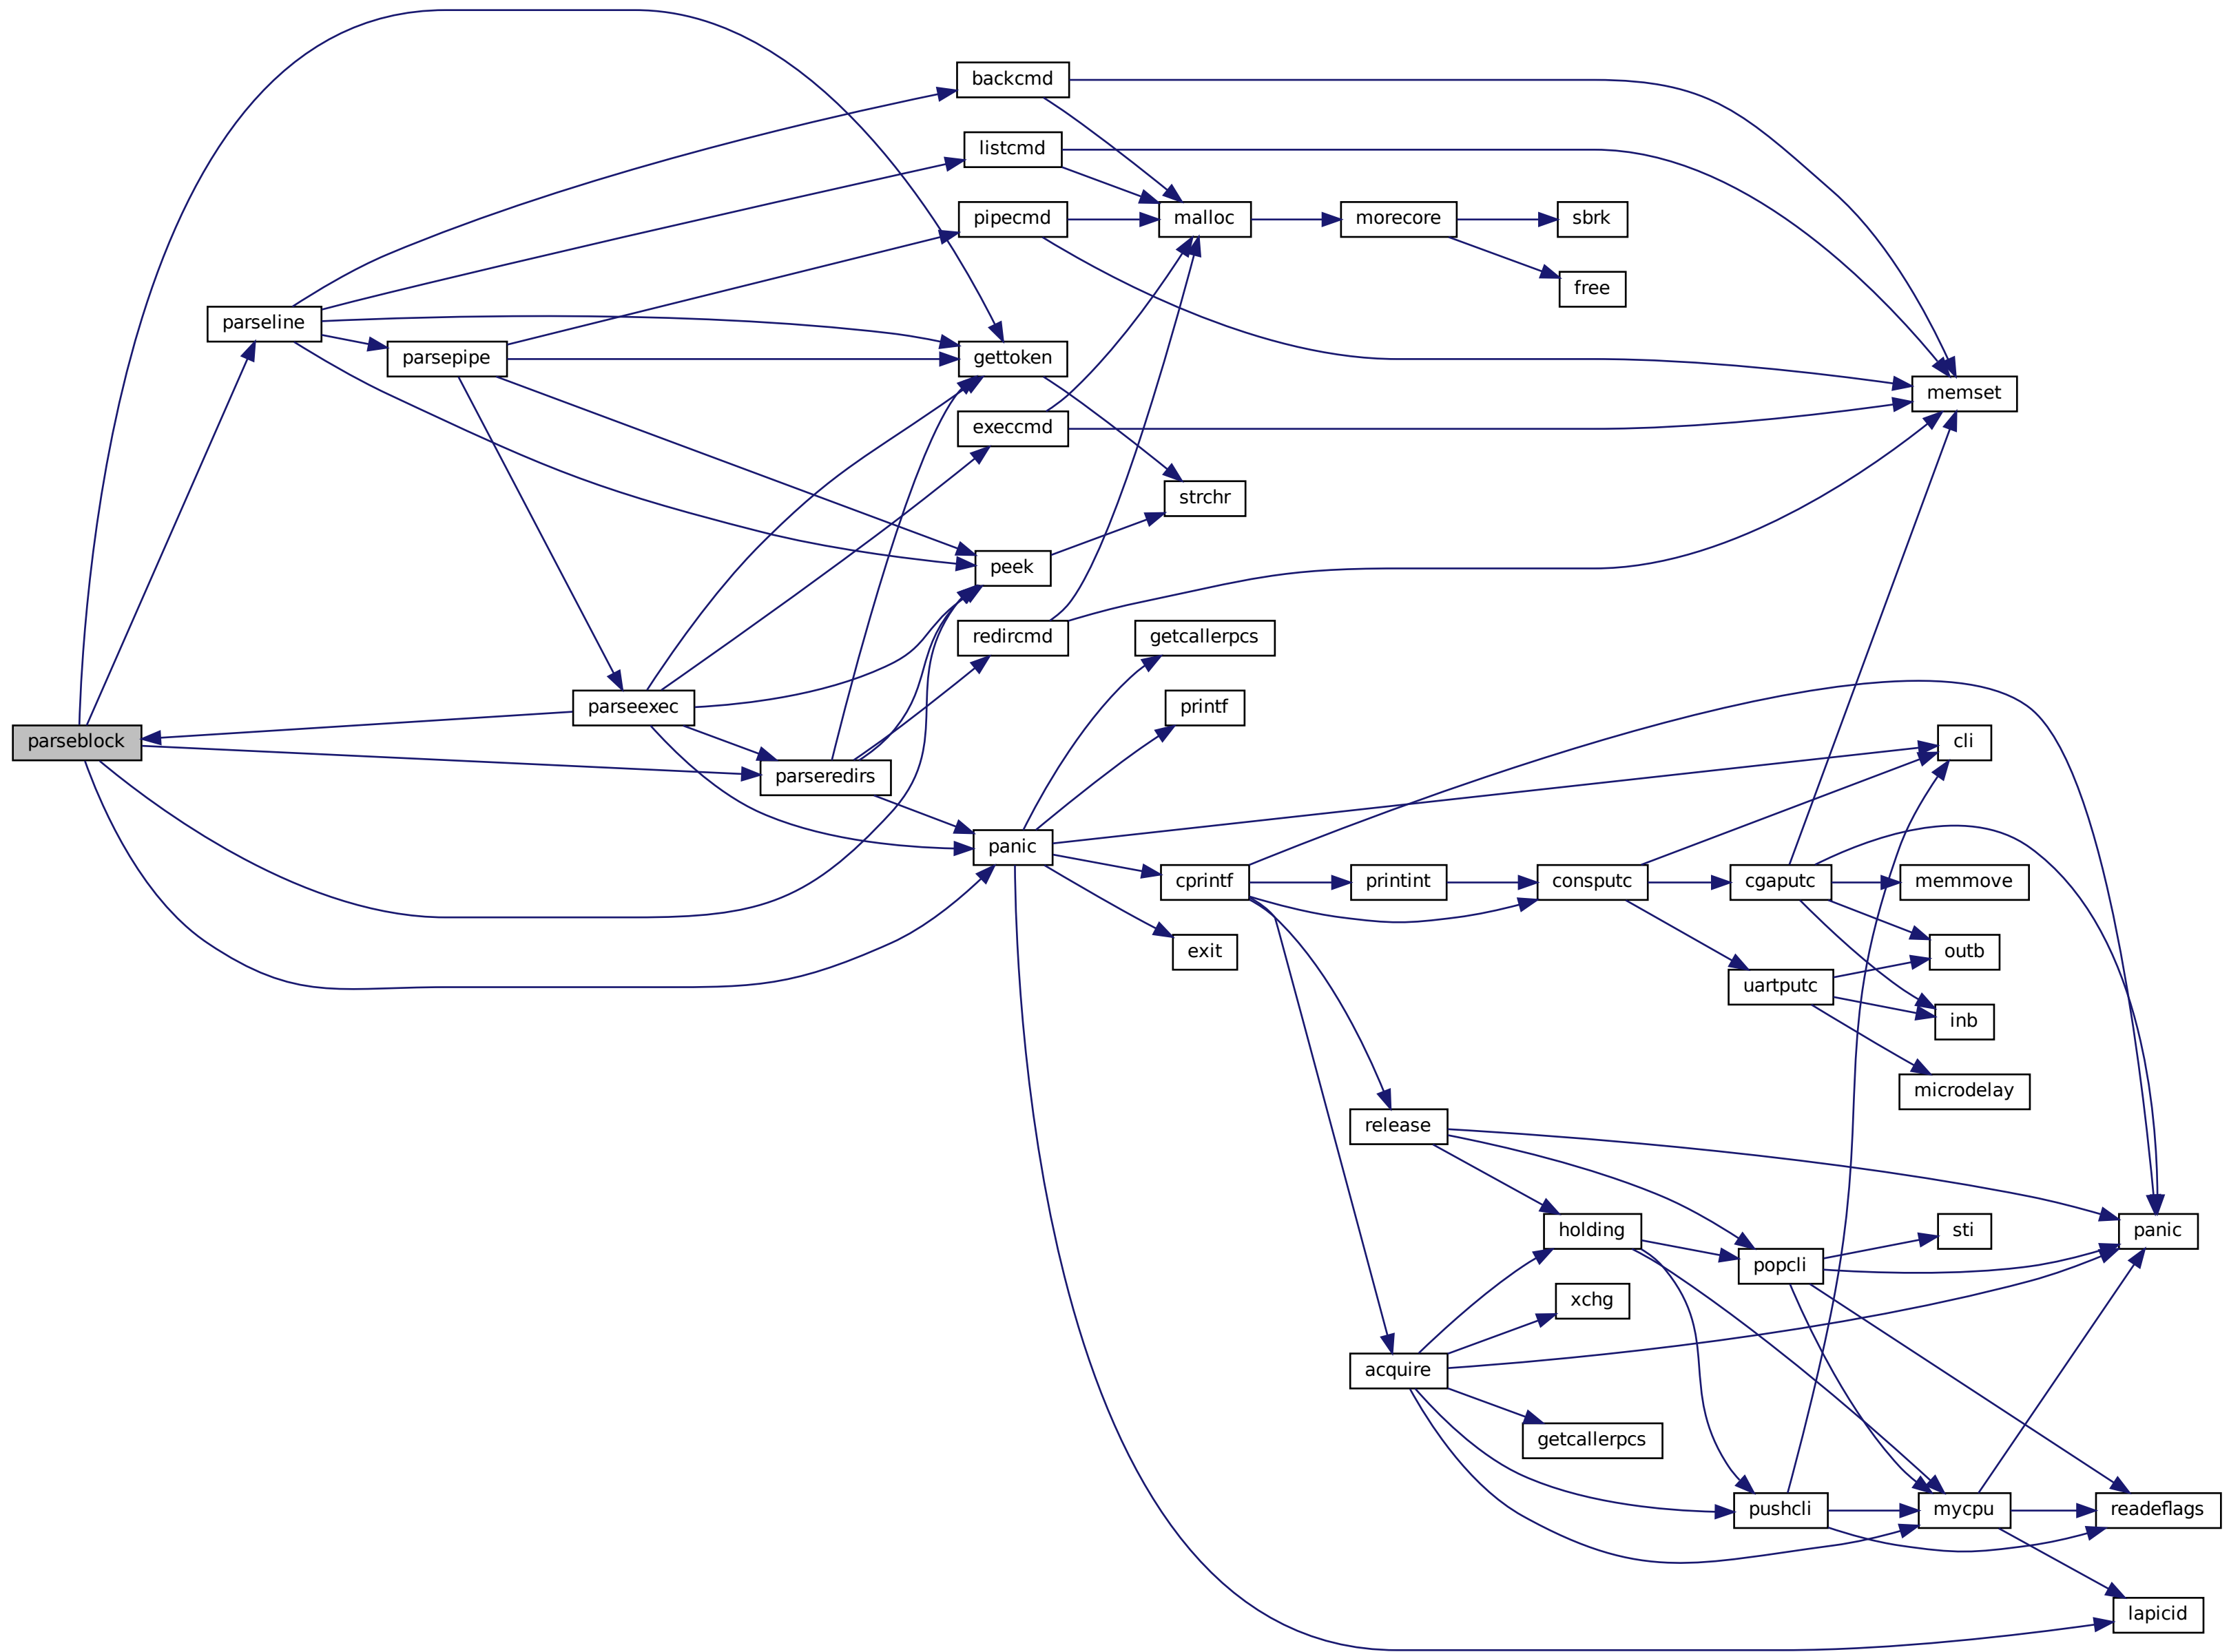 backcmd
listcmd
pipecmd
malloc
morecore
sbrk
free
parseline
parsepipe
gettoken
memset
execcmd
strchr
peek
redircmd
getcallerpcs
parseexec
printf
parseblock
cli
parseredirs
panic
cprintf
printint
consputc
cgaputc
memmove
exit
outb
uartputc
inb
microdelay
release
holding
sti
panic
popcli
xchg
acquire
getcallerpcs
pushcli
mycpu
readeflags
lapicid